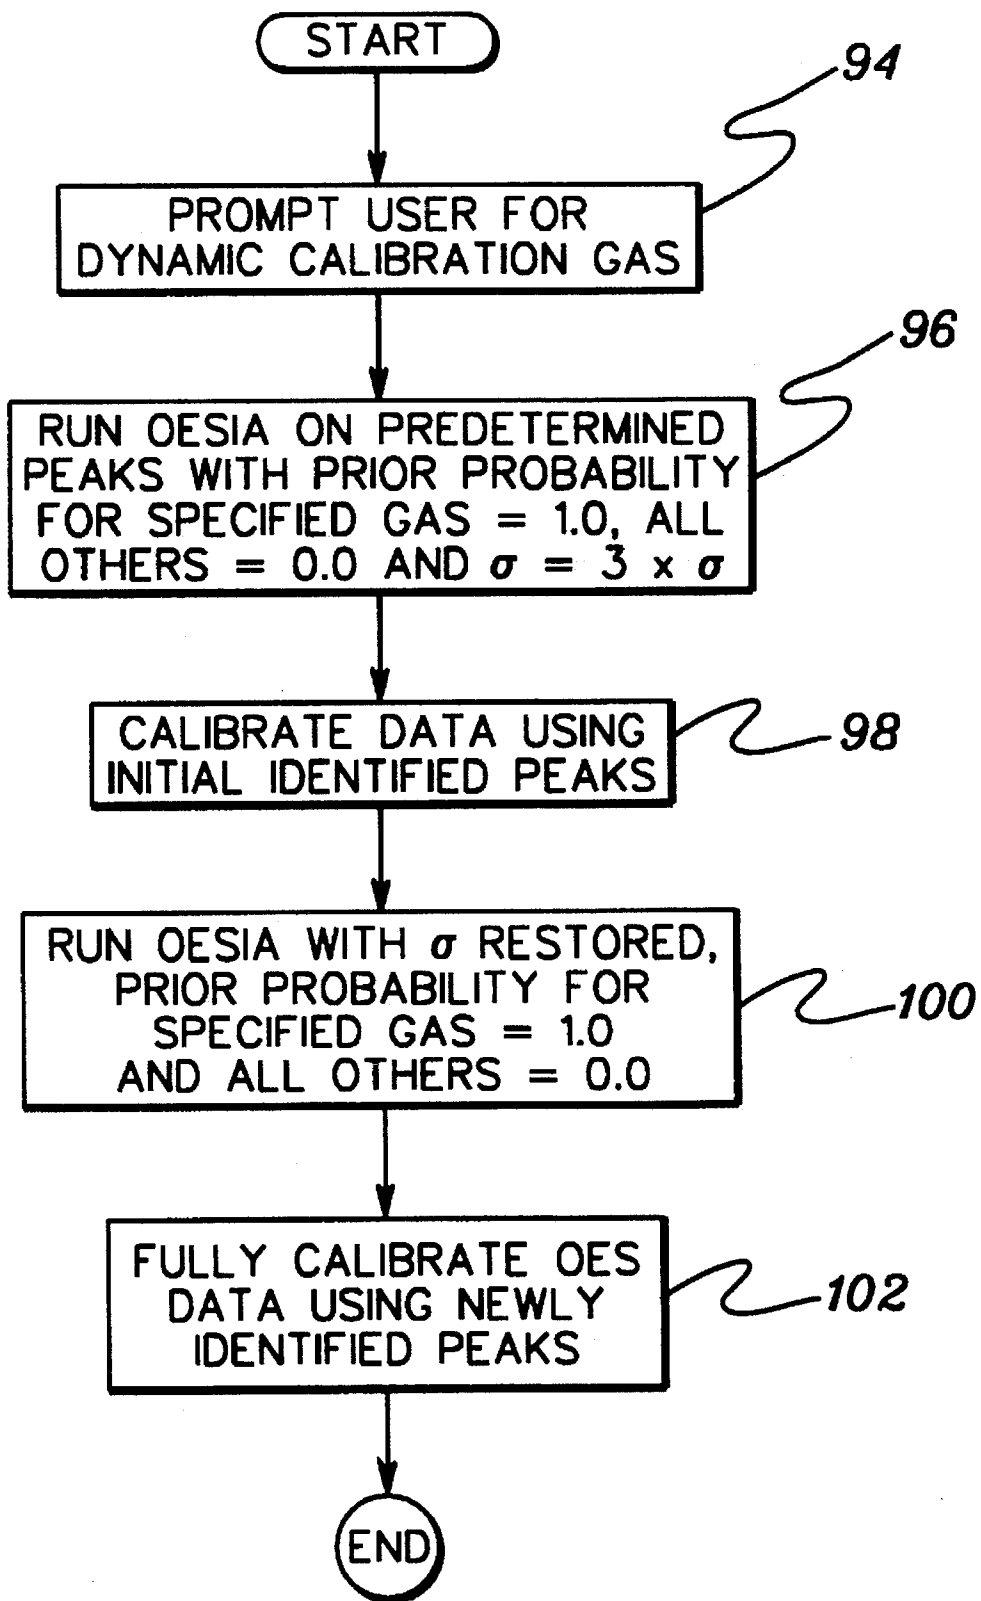 START
94
PROMPT USER FOR
DYNAMIC CALIBRATION GAS
96
RUN OESIA ON PREDETERMINED
PEAKS WITH PRIOR PROBABILITY
FOR SPECIFIED GAS = 1.0, ALL
OTHERS = 0.0 AND σ = 3 × σ
98
CALIBRATE DATA USING
INITIAL IDENTIFIED PEAKS
100
RUN OESIA WITH σ RESTORED,
PRIOR PROBABILITY FOR
SPECIFIED GAS = 1.0
AND ALL OTHERS = 0.0
102
FULLY CALIBRATE OES
DATA USING NEWLY
IDENTIFIED PEAKS
END